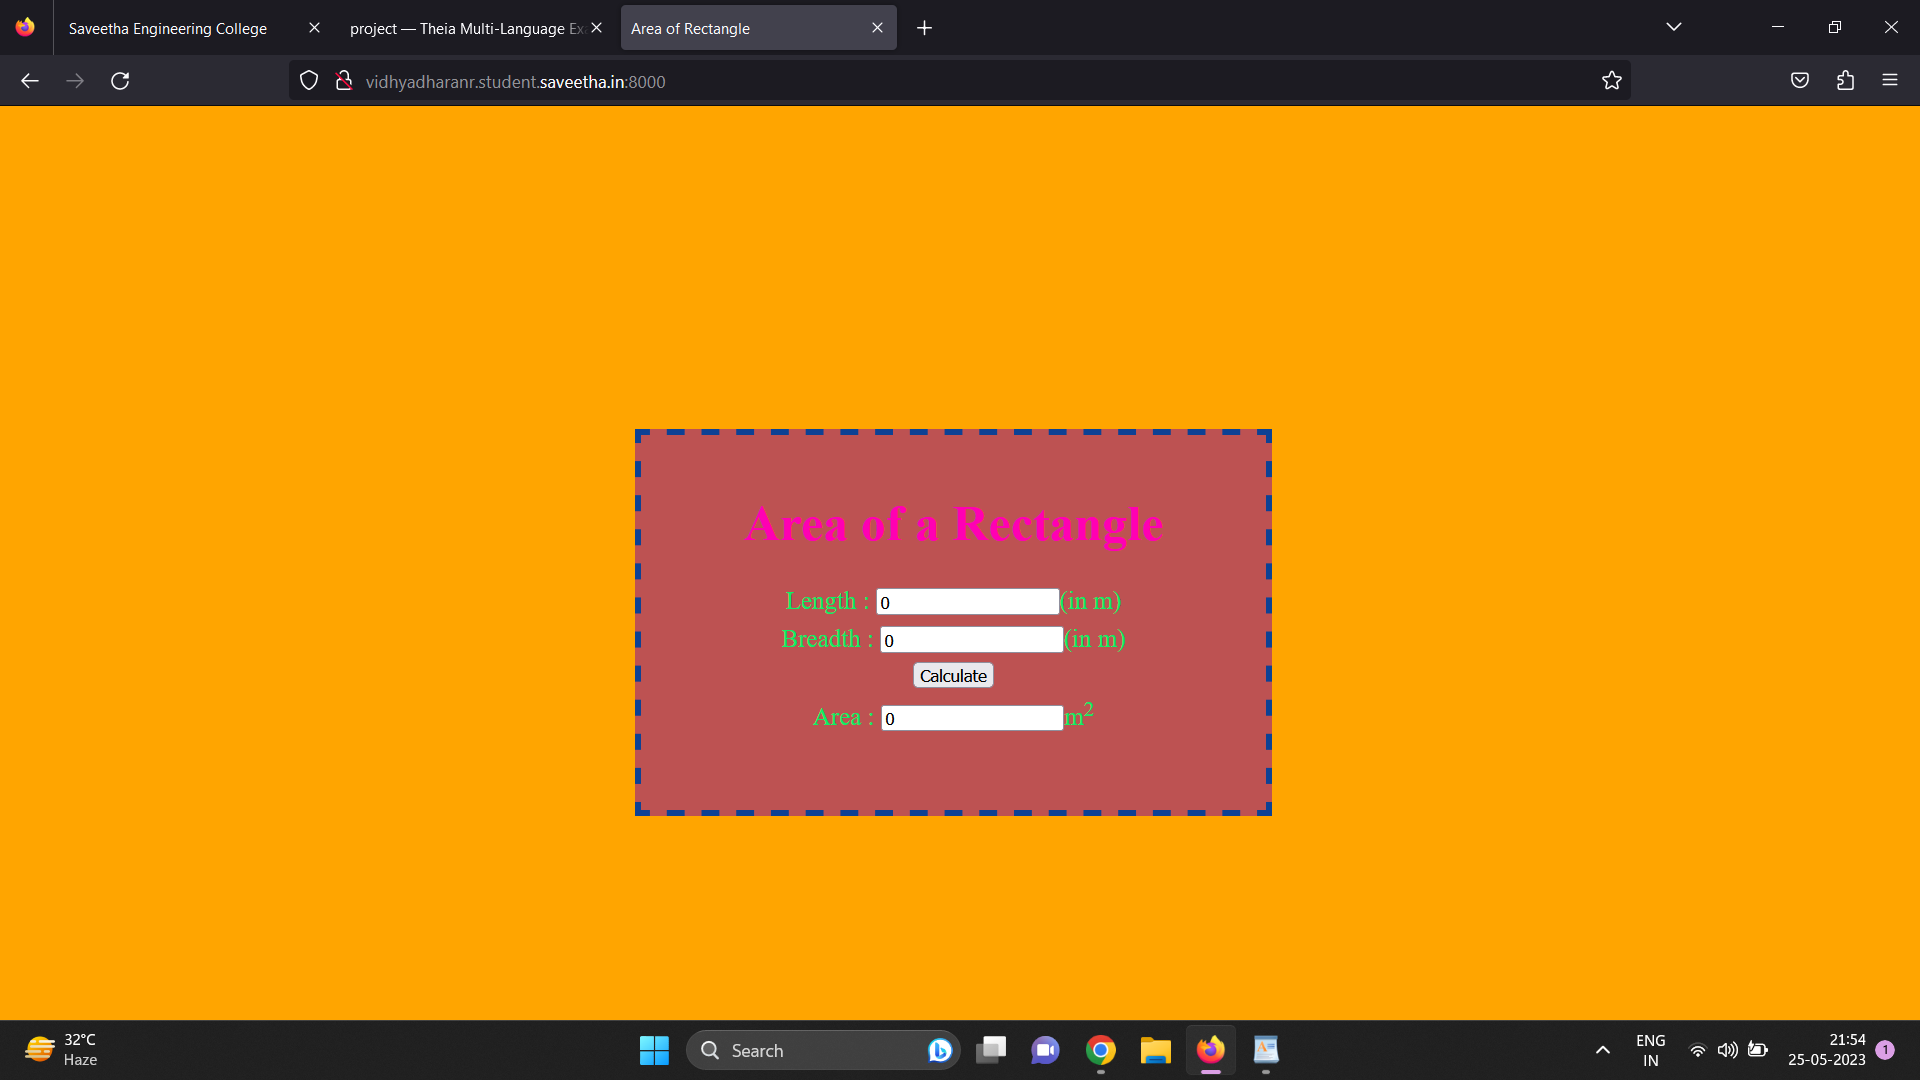 Saveetha Engineering College
project — Theia Multi-Language Ex
Area of Rectangle
vidhyadharanr.student.saveetha.in:8000
Area of a Rectangle
Length : 0 (in m)
Breadth : 0 (in m)
Calculate
Area : 0 m²
32°C
Haze
Search
ENG
IN
21:54
25-05-2023
1